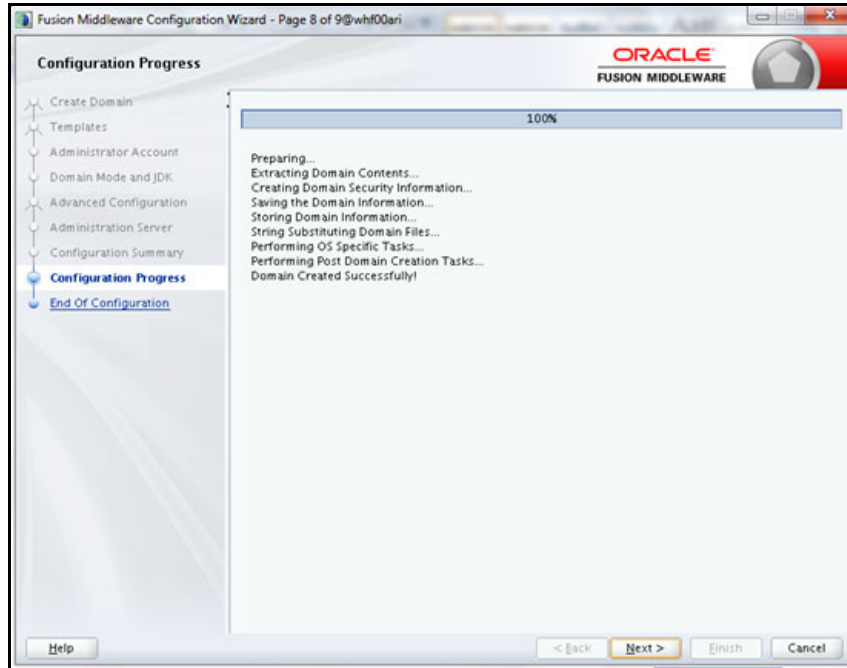 Fusion Middleware Configuration Wizard - Page 8 of 9@whf00ari
Configuration Progress
ORACLE
FUSION MIDDLEWARE
Create Domain
Templates
Administrator Account
Domain Mode and JDK
Advanced Configuration
Administration Server
Configuration Summary
Configuration Progress
End Of Configuration
100%
Preparing...
Extracting Domain Contents...
Creating Domain Security Information...
Saving the Domain Information...
Storing Domain Information...
String Substituting Domain Files...
Performing OS Specific Tasks...
Performing Post Domain Creation Tasks...
Domain Created Successfully!
Help
< Back
Next >
Finish
Cancel